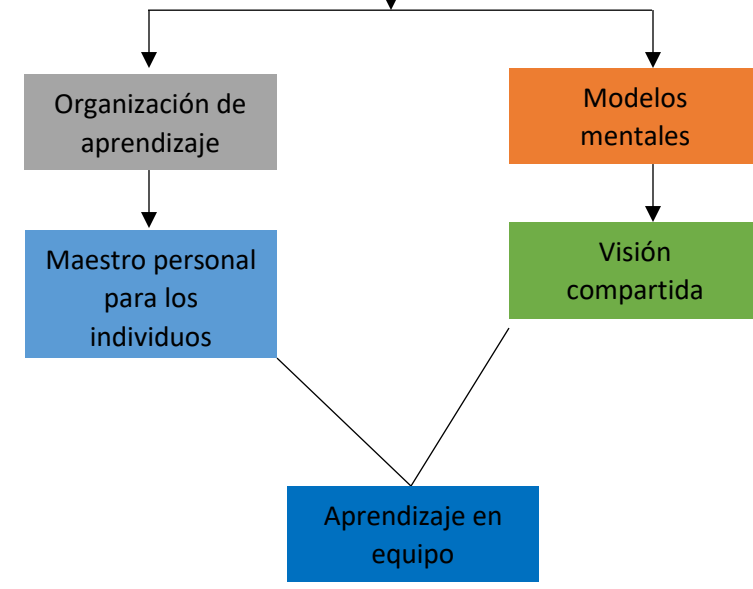 Organización de
aprendizaje
Modelos
mentales
Maestro personal
para los
individuos
Visión
compartida
Aprendizaje en
equipo